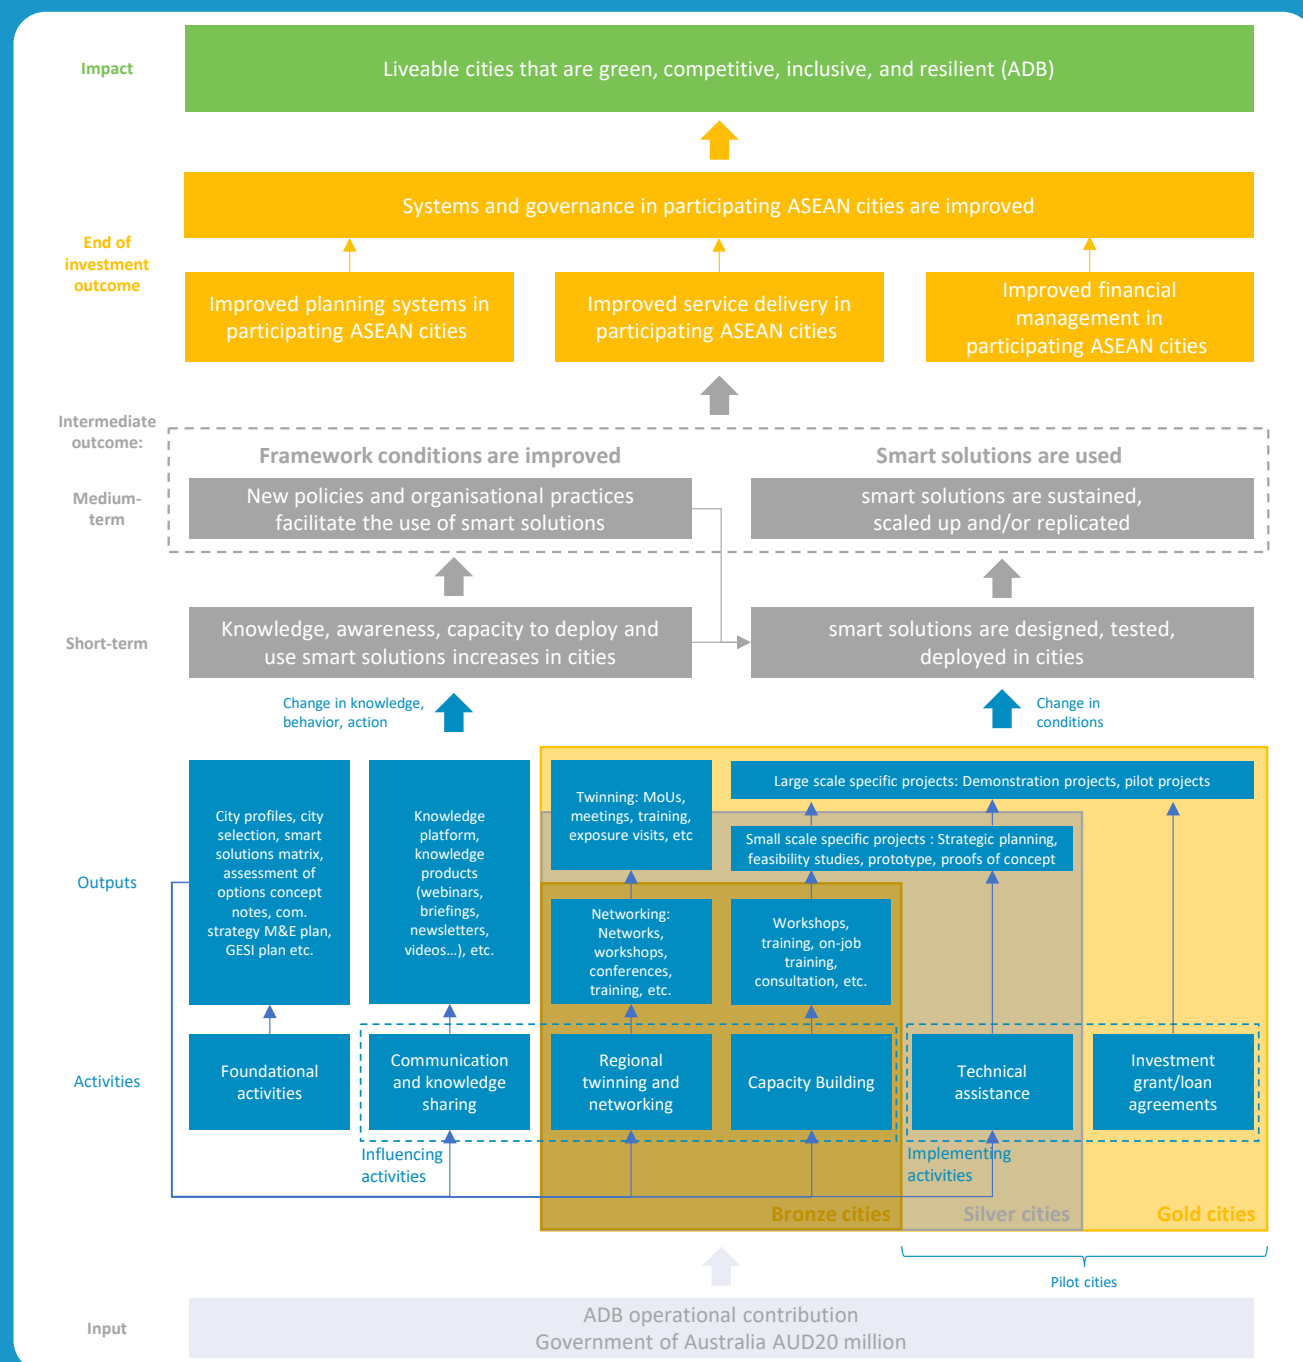 Impact
Liveable cities that are green, competitive, inclusive, and resilient (ADB)
Systems and governance in participating ASEAN cities are improved
End of
investment
outcome
Improved planning systems in
participating ASEAN cities
Improved service delivery in
participating ASEAN cities
Improved financial
management in
participating ASEAN cities
Intermediate
outcome:
Framework conditions are improved
Smart solutions are used
Medium-
term
New policies and organisational practices
facilitate the use of smart solutions
smart solutions are sustained,
scaled up and/or replicated
Short-term
Knowledge, awareness, capacity to deploy and
use smart solutions increases in cities
smart solutions are designed, tested,
deployed in cities
Change in knowledge,
behavior, action
Change in
conditions
Outputs
City profiles, city
selection, smart
solutions matrix,
assessment of
options concept
notes, com.
strategy M&E plan,
GESI plan etc.
Knowledge
platform,
knowledge
products
(webinars,
briefings,
newsletters,
videos...), etc.
Twinning: MoUs,
meetings, training,
exposure visits, etc
Large scale specific projects: Demonstration projects, pilot projects
Small scale specific projects : Strategic planning,
feasibility studies, prototype, proofs of concept
Networking:
Networks,
workshops,
conferences,
training, etc.
Workshops,
training, on-job
training,
consultation, etc.
Activities
Foundational
activities
Communication
and knowledge
sharing
Regional
twinning and
networking
Capacity Building
Technical
assistance
Investment
grant/loan
agreements
Influencing
activities
Implementing
activities
Bronze cities
Silver cities
Gold cities
Pilot cities
Input
ADB operational contribution
Government of Australia AUD20 million